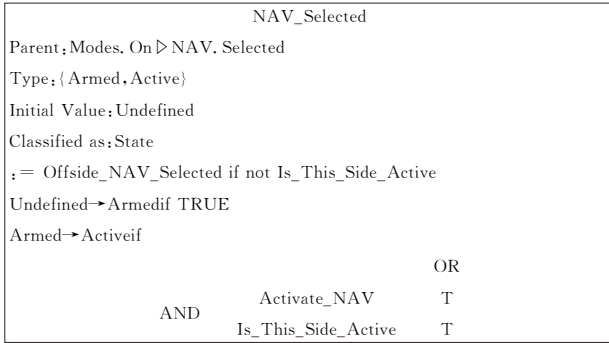 NAV_Selected
Parent:Modes. On▷NAV. Selected
Type:{Armed,Active}
Initial Value:Undefined
Classified as:State
:= Offside_NAV_Selected if not Is_This_Side_Active
Undefined→Armedif TRUE
Armed→Activeif
OR
Activate_NAV T
AND
Is_This_Side_Active T